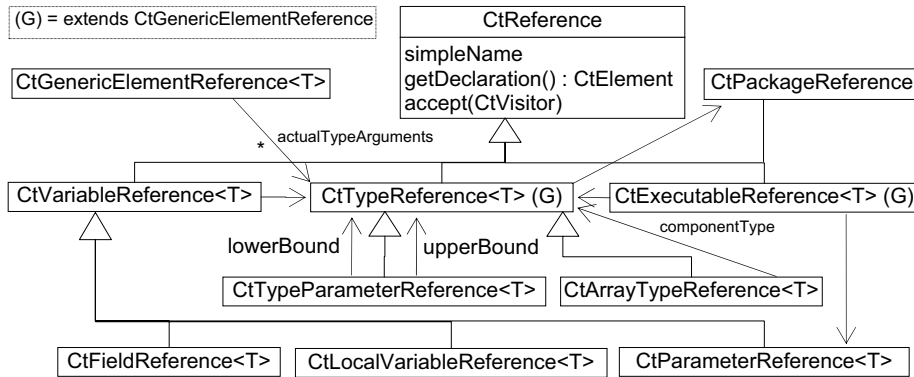 (G) = extends CtGenericElementReference
CtReference
simpleName
getDeclaration() : CtElement
accept(CtVisitor)
CtGenericElementReference<T>
CtPackageReference
* actualTypeArguments
CtVariableReference<T>
CtTypeReference<T> (G)
CtExecutableReference<T> (G)
lowerBound
upperBound
componentType
CtTypeParameterReference<T>
CtArrayTypeReference<T>
CtFieldReference<T>
CtLocalVariableReference<T>
CtParameterReference<T>